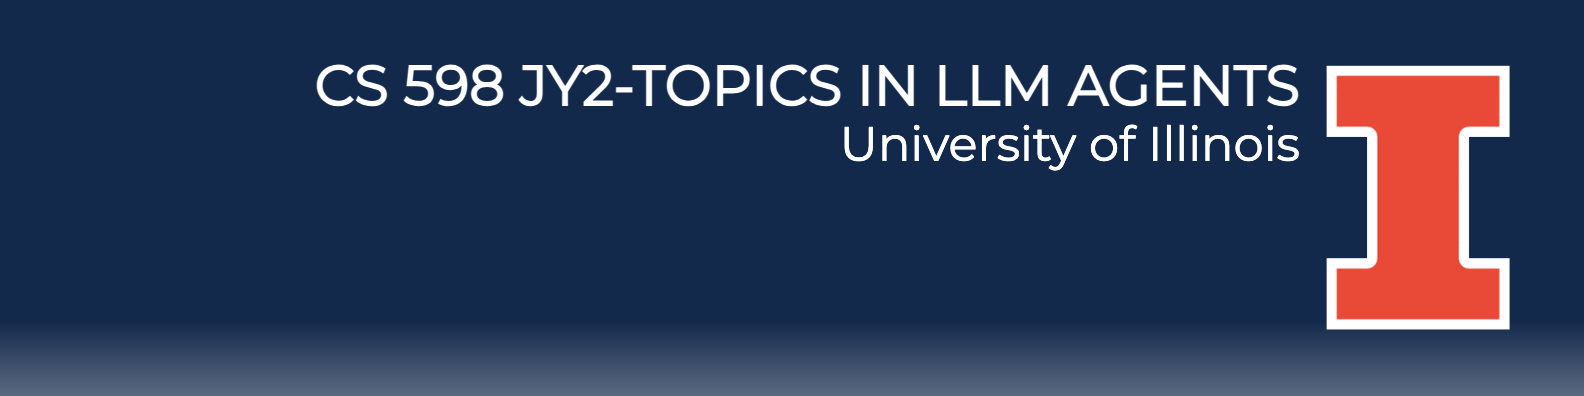 CS 598 JY2-TOPICS IN LLM AGENTS
University of Illinois